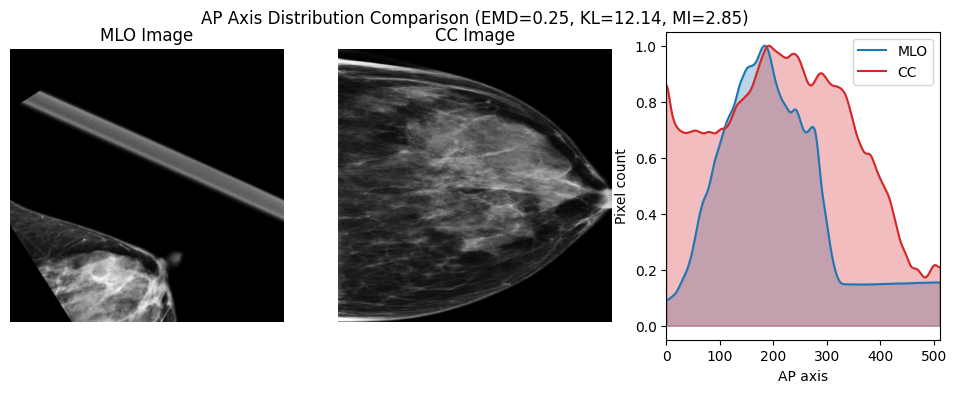 AP Axis Distribution Comparison (EMD=0.25, KL=12.14, MI=2.85)
MLO Image
CC Image
MLO
CC
Pixel count
1.0
0.8
0.6
0.4
0.2
0.0
0 100 200 300 400 500
AP axis